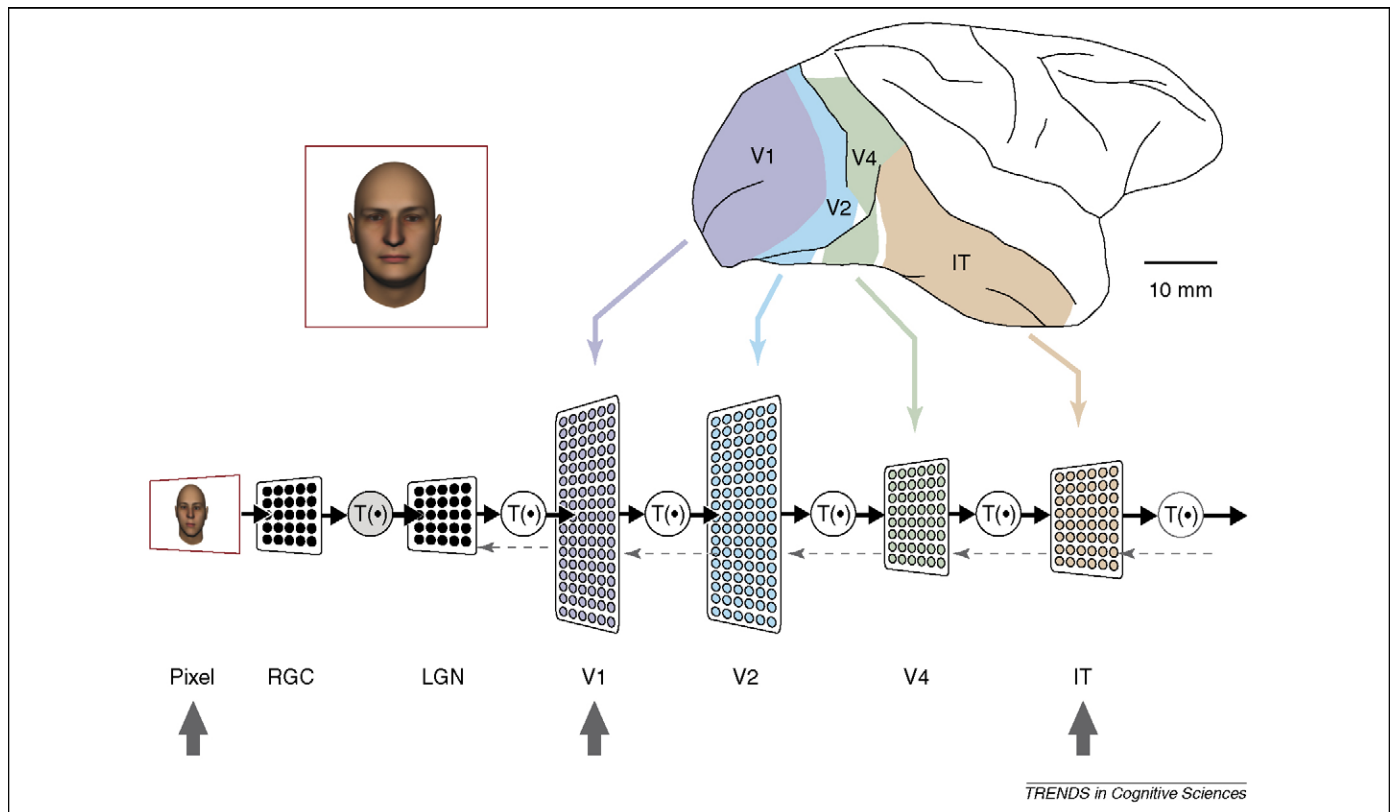 V1
V4
V2
IT
10 mm
T(•)
T(•)
T(•)
T(•)
T(•)
T(•)
Pixel
RGC
LGN
V1
V2
V4
IT
TRENDS in Cognitive Sciences